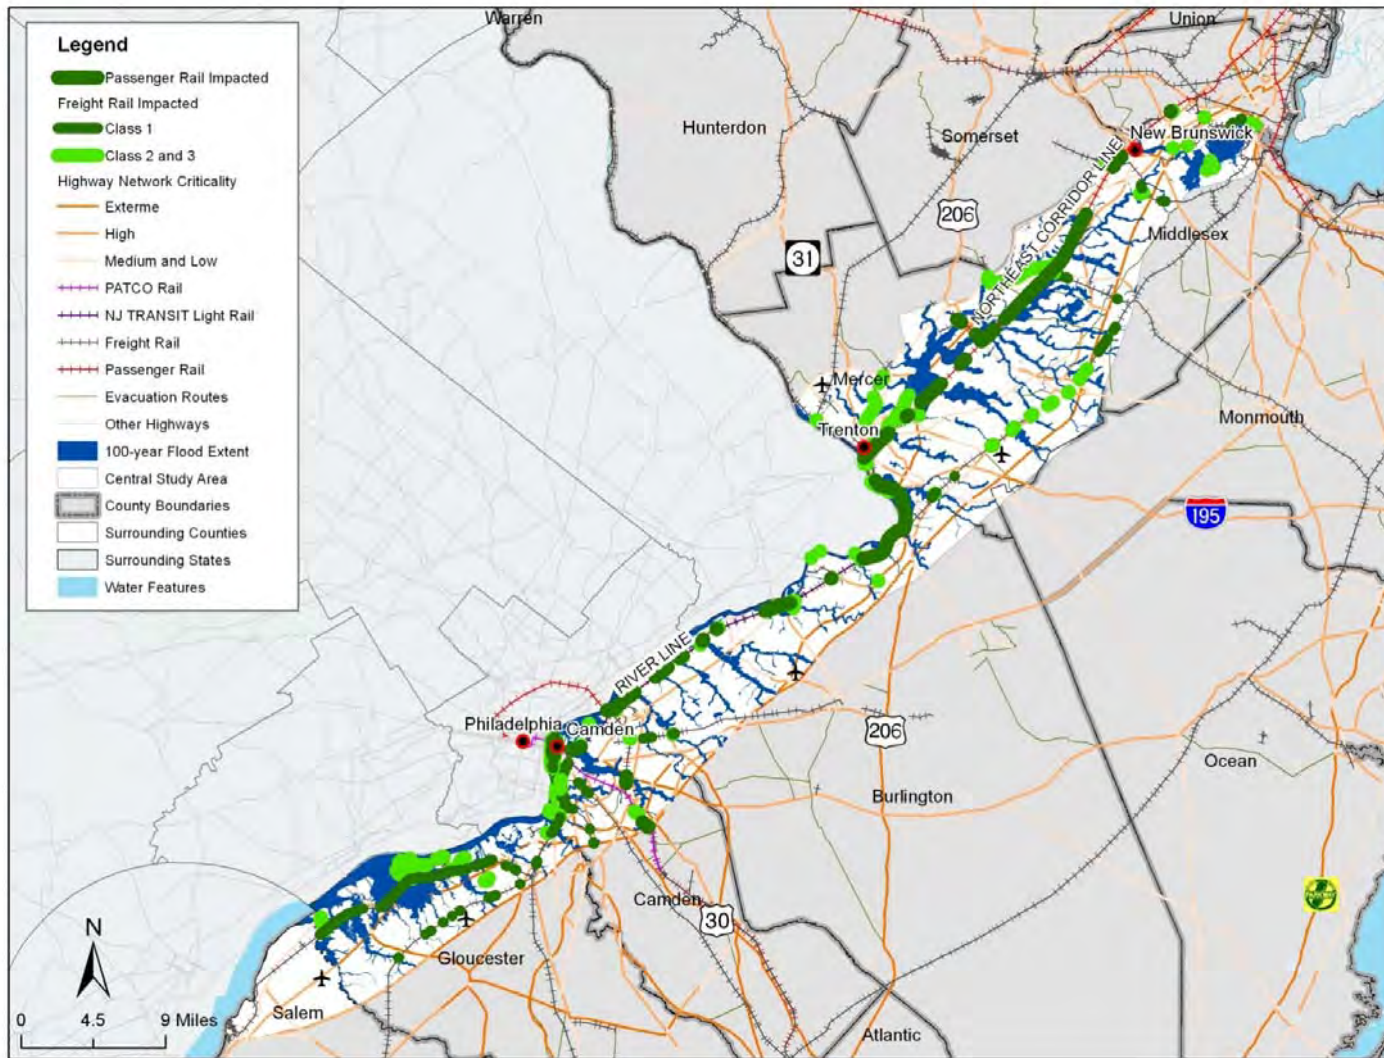 Legend
Passenger Rail Impacted
Freight Rail Impacted
Class 1
Class 2 and 3
Highway Network Criticality
Exterme
High
Medium and Low
PATCO Rail
NJ TRANSIT Light Rail
Freight Rail
Passenger Rail
Evacuation Routes
Other Highways
100-year Flood Extent
Central Study Area
County Boundaries
Surrounding Counties
Surrounding States
Water Features
Warren
Union
Hunterdon
Somerset
New Brunswick
206
31
NORTHEAST CORRIDOR LINE
Middlesex
Mercer
Trenton
Monmouth
195
RIVER LINE
Philadelphia
Camden
206
Ocean
Burlington
Camden
30
N
Gloucester
Salem
Atlantic
0 4.5 9 Miles